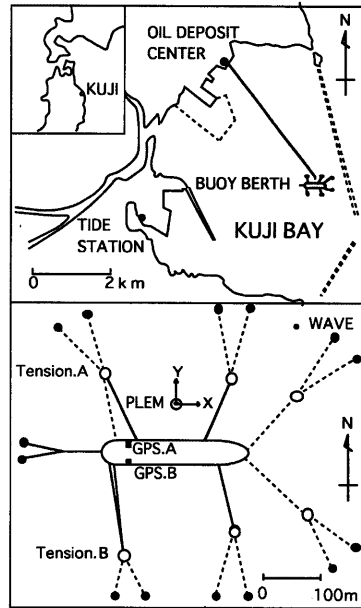 OIL DEPOSIT
CENTER
N
KUJI
BUOY BERTH
TIDE
STATION
KUJI BAY
0 2 km
WAVE
Tension.A
Y
PLEM
X
N
GPS.A
GPS.B
Tension.B
0 100m